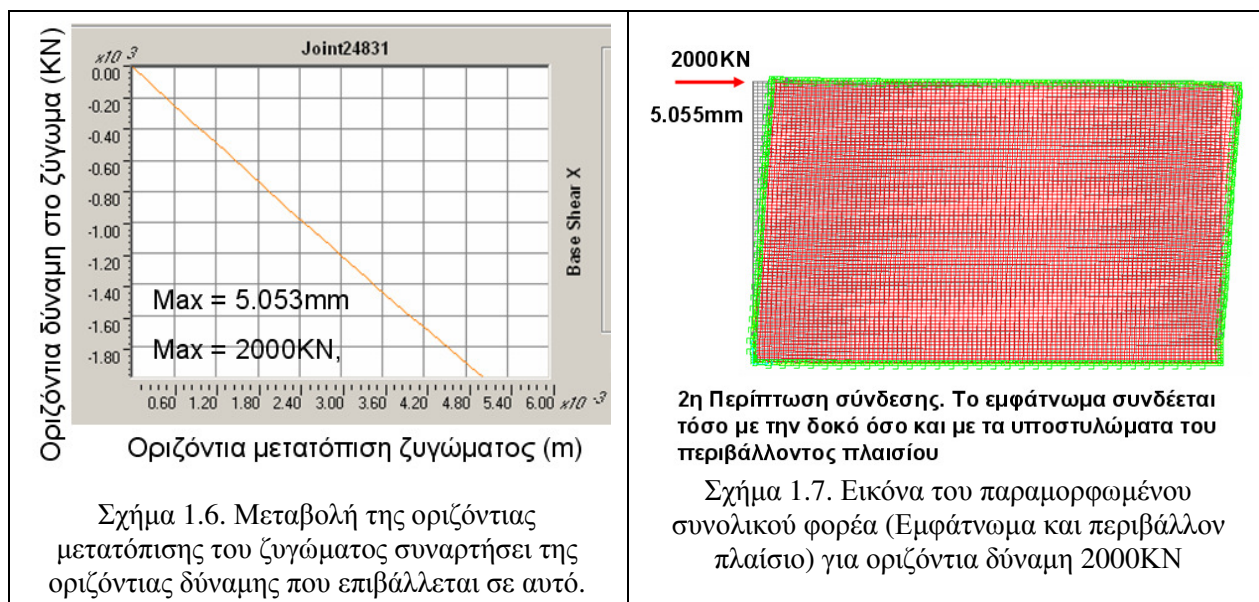 Joint24831
x10 3
0.00
-0.20
-0.40
-0.60
-0.80
-1.00
-1.20
-1.40
-1.60
-1.80
Οριζόντια δύναμη στο ζύγωμα (KN)
Base Shear X
Max = 5.053mm
Max = 2000KN,
0.60 1.20 1.80 2.40 3.00 3.60 4.20 4.80 5.40 6.00 x10 -3
Οριζόντια μετατόπιση ζυγώματος (m)
Σχήμα 1.6. Μεταβολή της οριζόντιας
μετατόπισης του ζυγώματος συναρτήσει της
οριζόντιας δύναμης που επιβάλλεται σε αυτό.
2000KN
5.055mm
2η Περίπτωση σύνδεσης. Το εμφάτνωμα συνδέεται
τόσο με την δοκό όσο και με τα υποστυλώματα του
περιβάλλοντος πλαισίου
Σχήμα 1.7. Εικόνα του παραμορφωμένου
συνολικού φορέα (Εμφάτνωμα και περιβάλλον
πλαίσιο) για οριζόντια δύναμη 2000KN